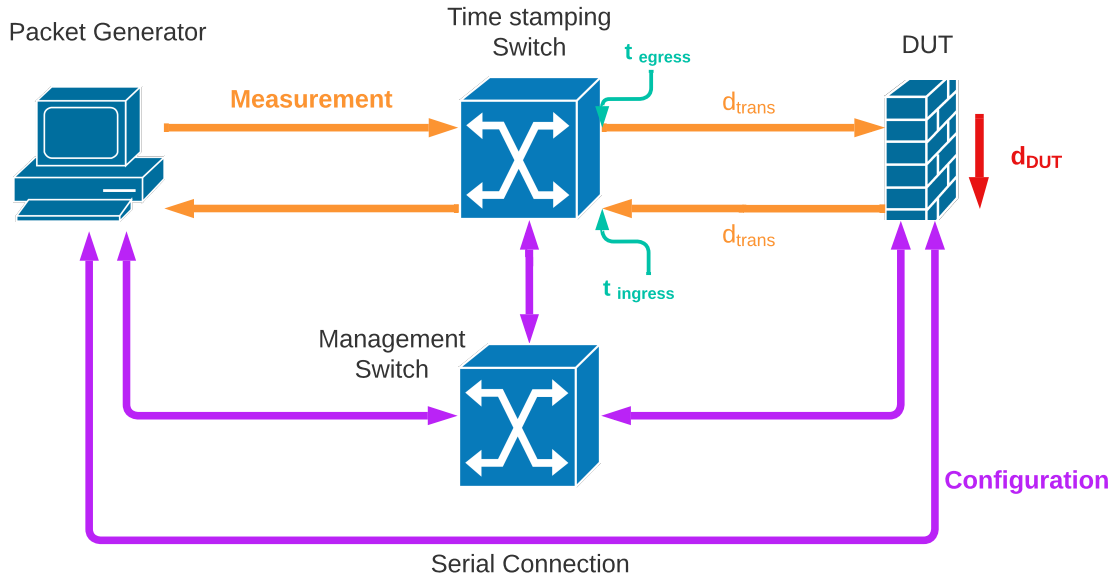 Packet Generator
Time stamping
Switch
t egress
DUT
Measurement
dtrans
dDUT
dtrans
t ingress
Management
Switch
Configuration
Serial Connection